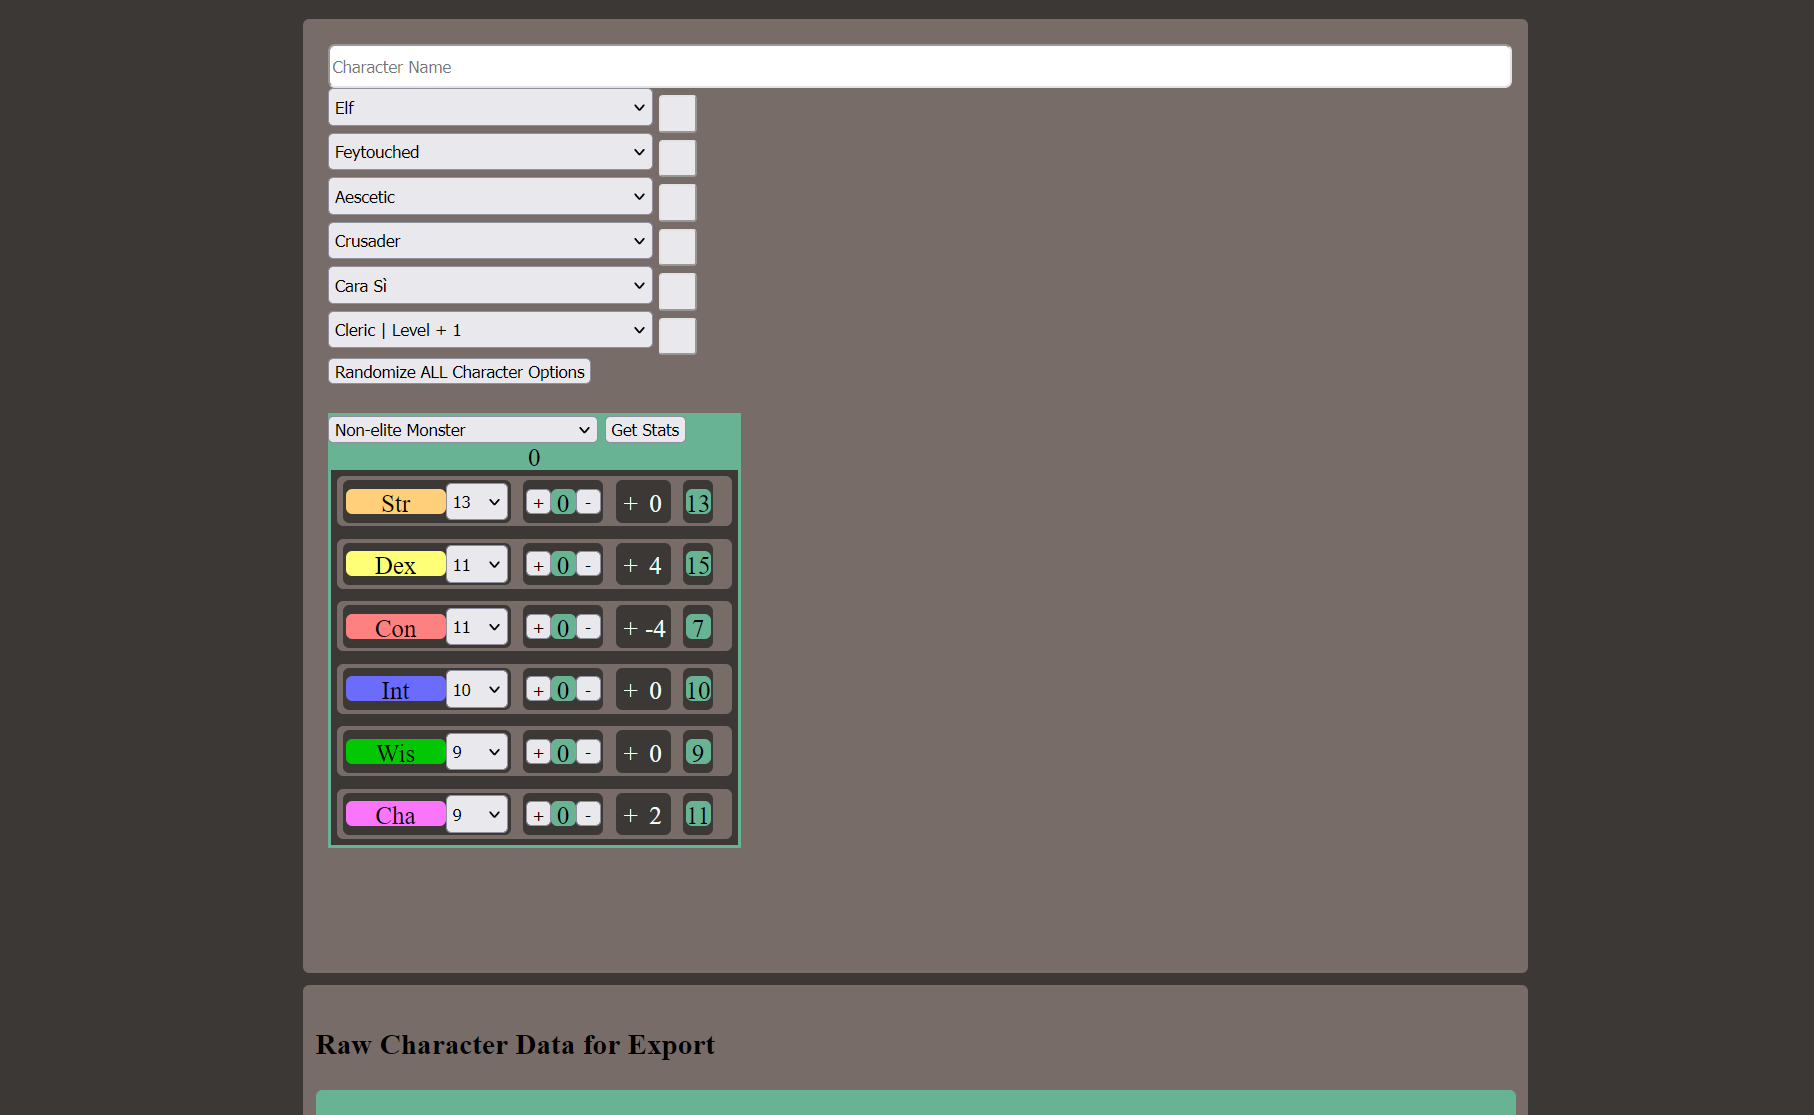 Character Name
Elf
Feytouched
Aescetic
Crusader
Cara Sì
Cleric | Level + 1
Randomize ALL Character Options
Non-elite Monster Get Stats
0
Str 13 + 0 - + 0 13
Dex 11 + 0 - + 4 15
Con 11 + 0 - + -4 7
Int 10 + 0 - + 0 10
Wis 9 + 0 - + 0 9
Cha 9 + 0 - + 2 11
Raw Character Data for Export